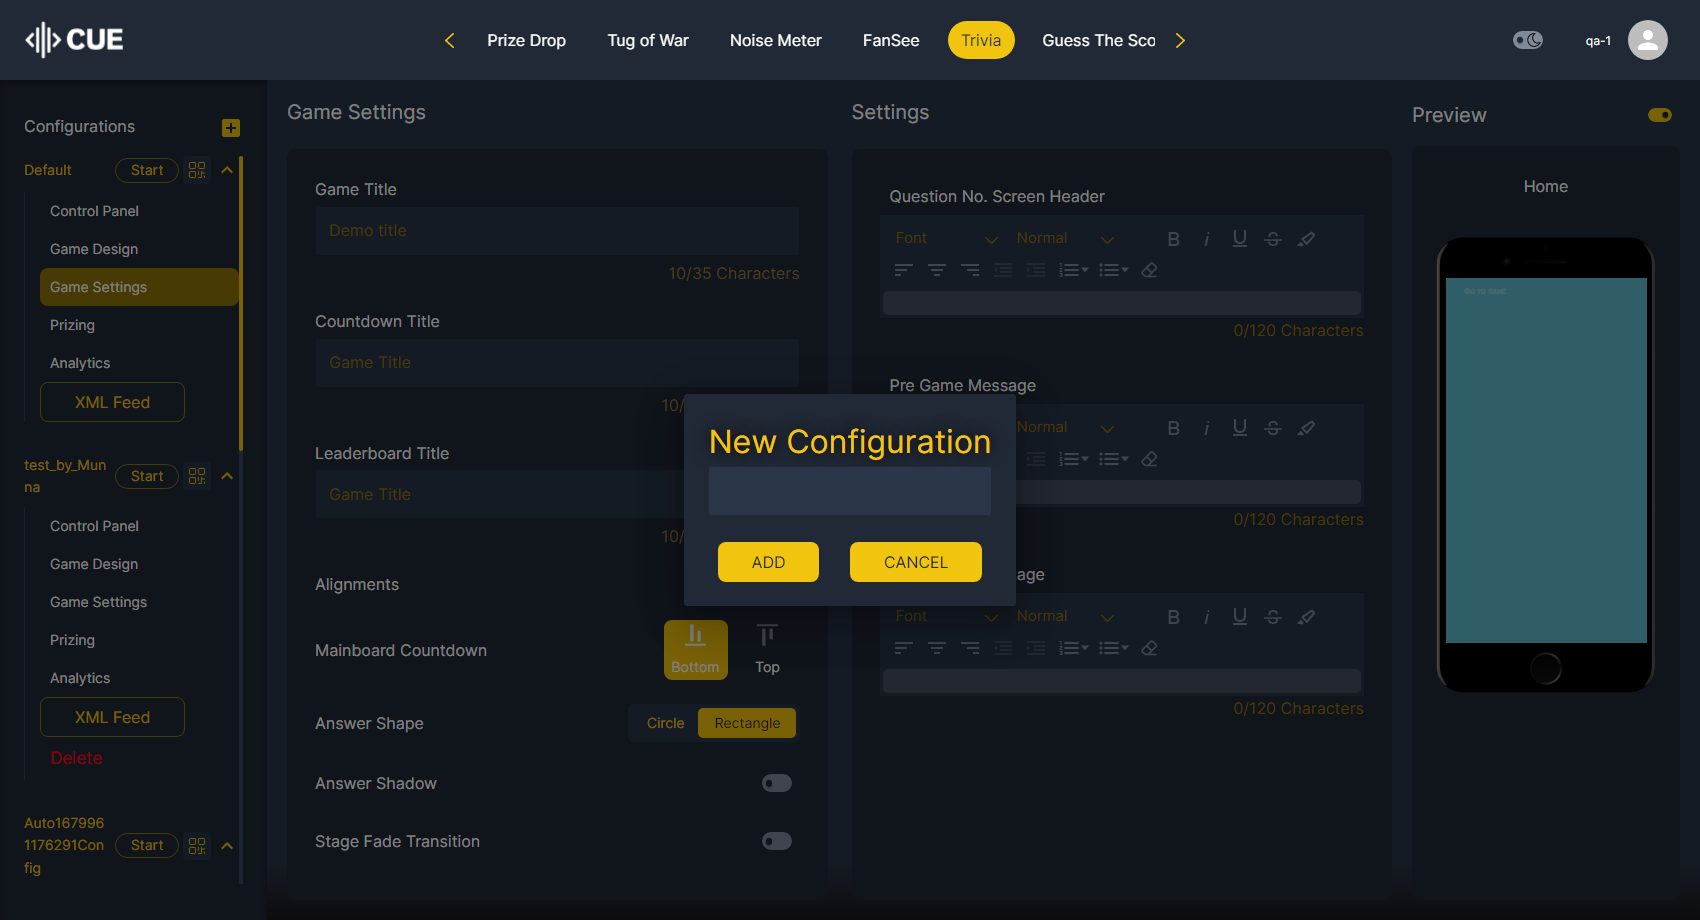 CUE
Prize Drop
Tug of War
Noise Meter
FanSee
Trivia
Guess The Sco
qa-1
Configurations
Default
Start
Control Panel
Game Design
Game Settings
Prizing
Analytics
XML Feed
test_by_Mun
na
Start
Control Panel
Game Design
Game Settings
Prizing
Analytics
XML Feed
Delete
Auto167996
1176291Con
fig
Start
Game Settings
Game Title
Demo title
10/35 Characters
Countdown Title
Game Title
10/
Leaderboard Title
Game Title
10/
Alignments
Mainboard Countdown
Bottom
Top
Answer Shape
Circle
Rectangle
Answer Shadow
Stage Fade Transition
New Configuration
ADD
CANCEL
Settings
Question No. Screen Header
Font
Normal
B
i
U
S
0/120 Characters
Pre Game Message
Normal
B
i
U
S
0/120 Characters
age
Font
Normal
B
i
U
S
0/120 Characters
Preview
Home